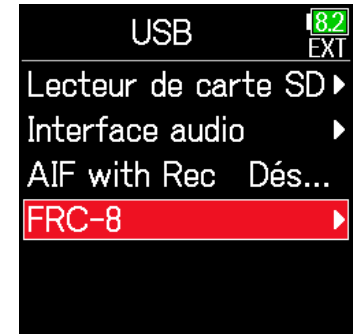 USB
8.2
EXT
Lecteur de carte SD
Interface audio
AIF with Rec Dés...
FRC-8